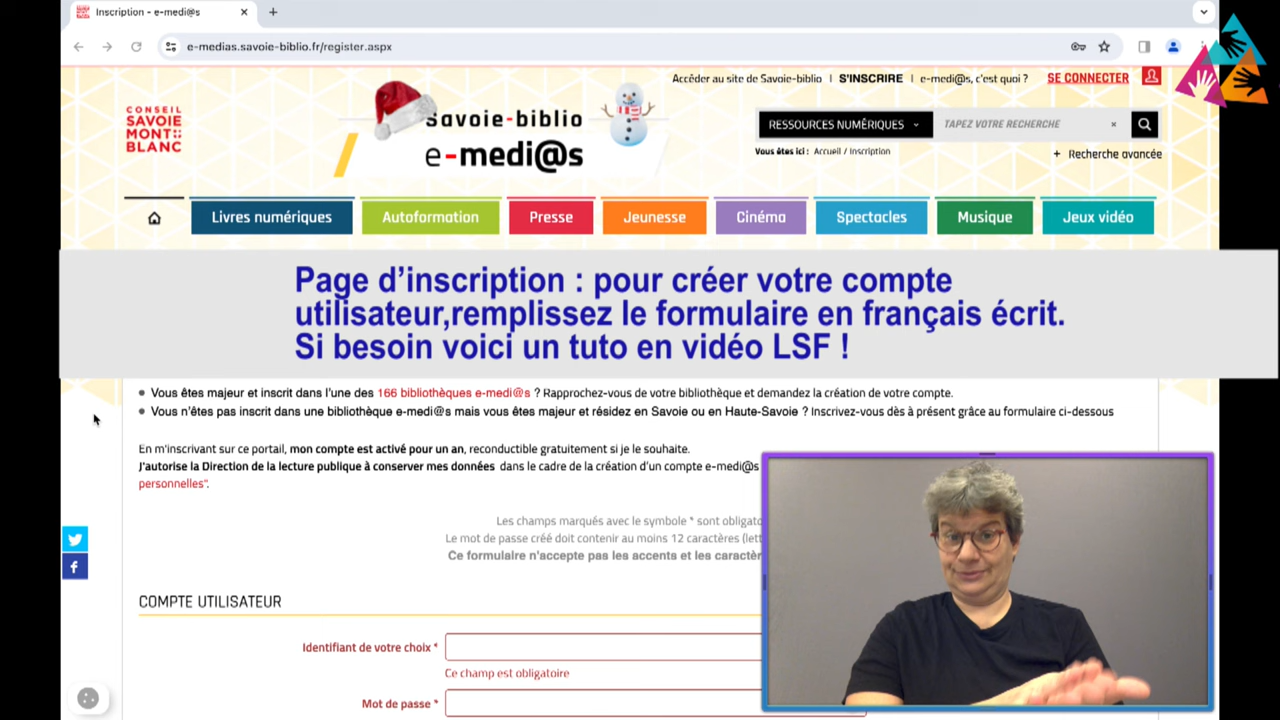 Inscription - e-medi@s
e-medias.savoie-biblio.fr/register.aspx
Accéder au site de Savoie-biblio | S'INSCRIRE | e-medi@s, c'est quoi ? SE CONNECTER
CONSEIL
SAVOIE
MONT
BLANC
savoie-biblio
e-medi@s
RESSOURCES NUMÉRIQUES TAPEZ VOTRE RECHERCHE ×
Vous êtes ici : Accueil / Inscription
+ Recherche avancée
Livres numériques Autoformation Presse Jeunesse Cinéma Spectacles Musique Jeux vidéo
Page d'inscription : pour créer votre compte
utilisateur,remplissez le formulaire en français écrit.
Si besoin voici un tuto en vidéo LSF !
Vous êtes majeur et inscrit dans l'une des 166 bibliothèques e-medi@s ? Rapprochez-vous de votre bibliothèque et demandez la création de votre compte.
Vous n'êtes pas inscrit dans une bibliothèque e-medi@s mais vous êtes majeur et résidez en Savoie ou en Haute-Savoie ? Inscrivez-vous dès à présent grâce au formulaire ci-dessous
En m'inscrivant sur ce portail, mon compte est activé pour un an, reconductible gratuitement si je le souhaite.
J'autorise la Direction de la lecture publique à conserver mes données dans le cadre de la création d'un compte e-medi@s
personnelles".
Les champs marqués avec le symbole * sont
Le mot de passe créé doit contenir au moins 12 caractères
Ce formulaire n'accepte pas les accents et les
COMPTE UTILISATEUR
Identifiant de votre choix *
Ce champ est obligatoire
Mot de passe *